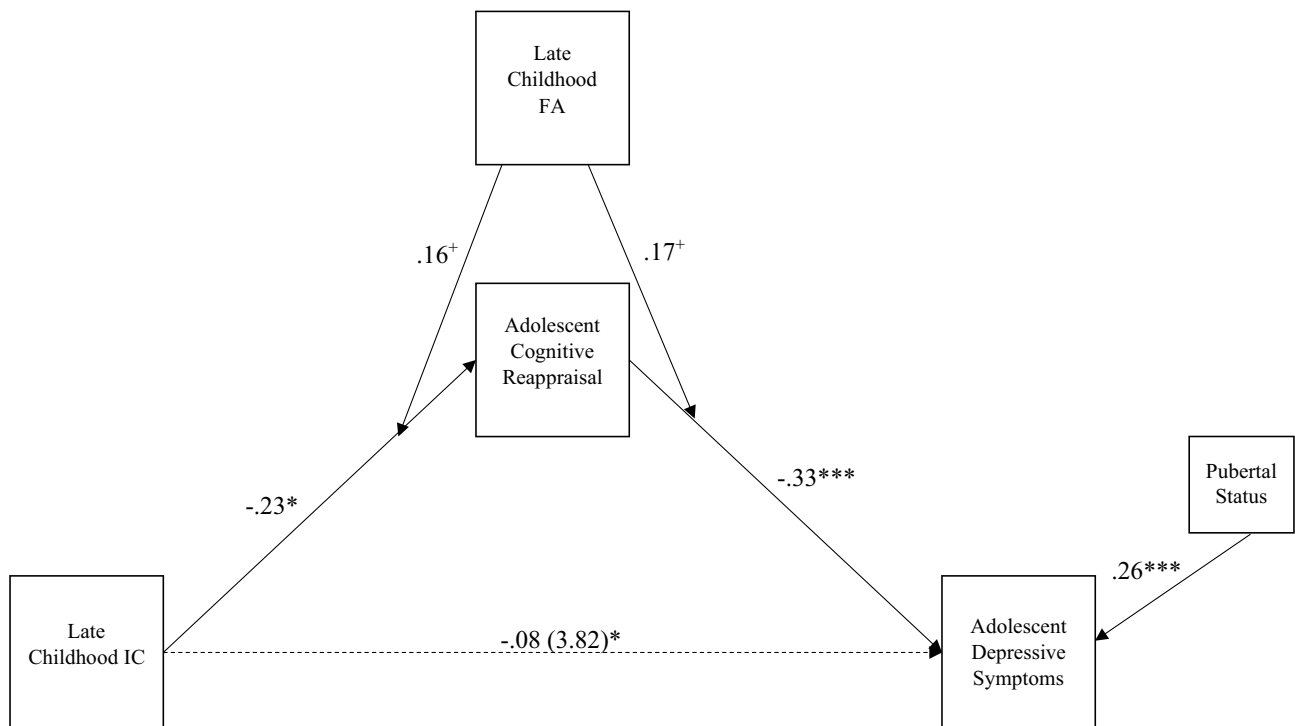 Late
Childhood
FA
.16+
.17+
Adolescent
Cognitive
Reappraisal
-.23*
-.33***
Pubertal
Status
.26***
Late
Childhood IC
-.08 (3.82)*
Adolescent
Depressive
Symptoms